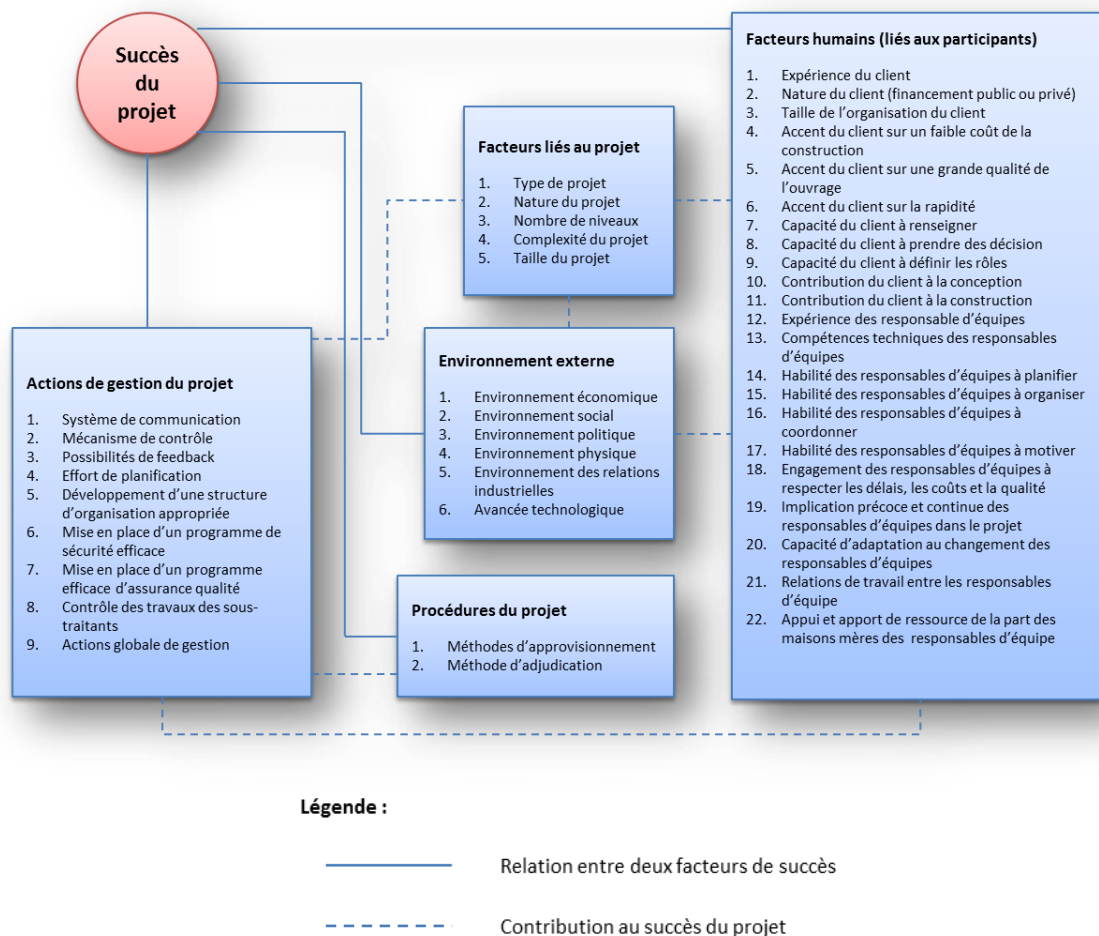 Succès
du
projet
Facteurs humains (liés aux participants)
1. Expérience du client
2. Nature du client (financement public ou privé)
3. Taille de l'organisation du client
4. Accent du client sur un faible coût de la
construction
5. Accent du client sur une grande qualité de
l'ouvrage
6. Accent du client sur la rapidité
7. Capacité du client à renseigner
8. Capacité du client à prendre des décision
9. Capacité du client à définir les rôles
10. Contribution du client à la conception
11. Contribution du client à la construction
12. Expérience des responsable d'équipes
13. Compétences techniques des responsables
d'équipes
14. Habilité des responsables d'équipes à planifier
15. Habilité des responsables d'équipes à organiser
16. Habilité des responsables d'équipes à
coordonner
17. Habilité des responsables d'équipes à motiver
18. Engagement des responsables d'équipes à
respecter les délais, les coûts et la qualité
19. Implication précoce et continue des
responsables d'équipes dans le projet
20. Capacité d'adaptation au changement des
responsables d'équipes
21. Relations de travail entre les responsables
d'équipe
22. Appui et apport de ressource de la part des
maisons mères des responsables d'équipe
Facteurs liés au projet
1. Type de projet
2. Nature du projet
3. Nombre de niveaux
4. Complexité du projet
5. Taille du projet
Environnement externe
1. Environnement économique
2. Environnement social
3. Environnement politique
4. Environnement physique
5. Environnement des relations
industrielles
6. Avancée technologique
Actions de gestion du projet
1. Système de communication
2. Mécanisme de contrôle
3. Possibilités de feedback
4. Effort de planification
5. Développement d'une structure
d'organisation appropriée
6. Mise en place d'un programme de
sécurité efficace
7. Mise en place d'un programme
efficace d'assurance qualité
8. Contrôle des travaux des sous-
traitants
9. Actions globale de gestion
Procédures du projet
1. Méthodes d'approvisionnement
2. Méthode d'adjudication
Légende :
Relation entre deux facteurs de succès
Contribution au succès du projet